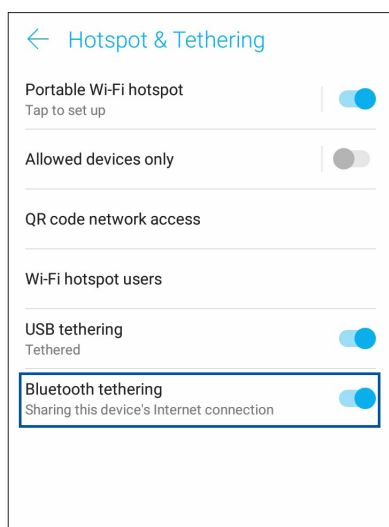 Hotspot & Tethering
Portable Wi-Fi hotspot
Tap to set up
Allowed devices only
QR code network access
Wi-Fi hotspot users
USB tethering
Tethered
Bluetooth tethering
Sharing this device's Internet connection